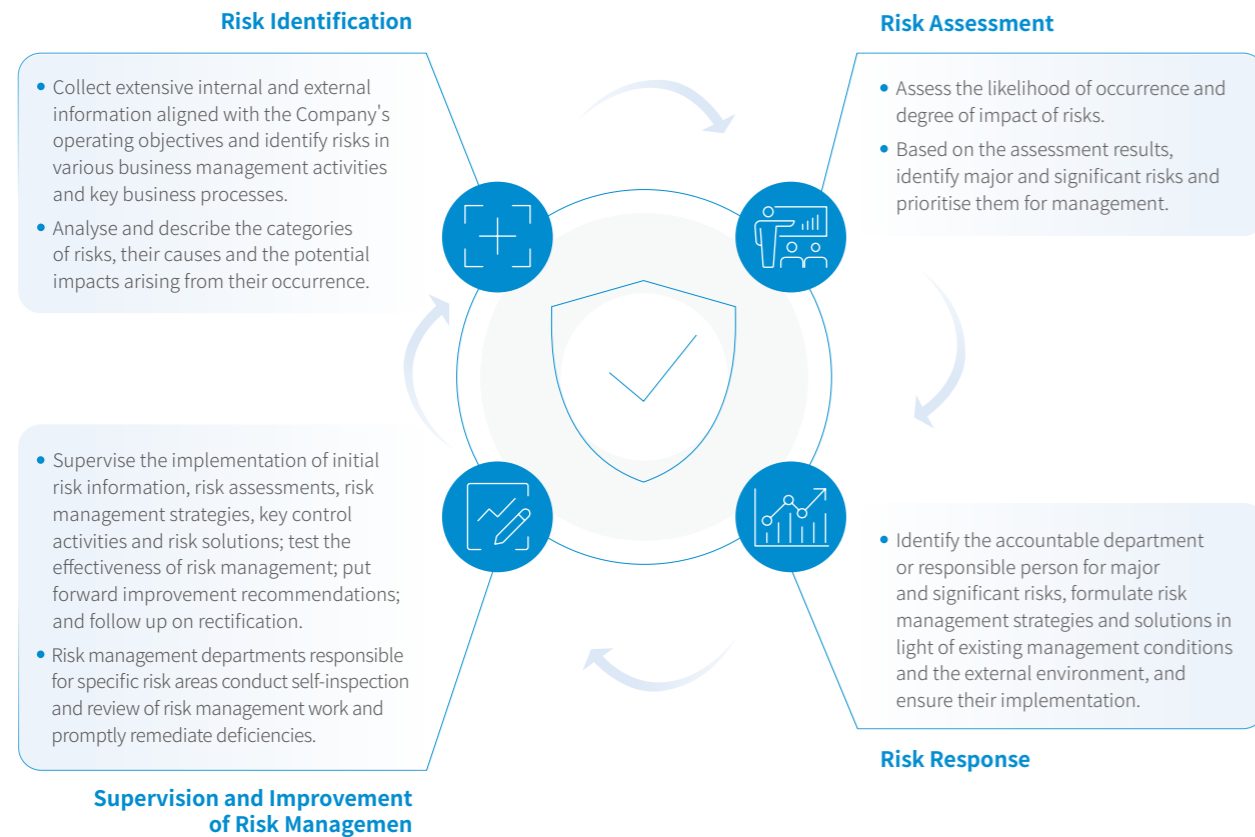 Risk Identification
• Collect extensive internal and external
information aligned with the Company's
operating objectives and identify risks in
various business management activities
and key business processes.
• Analyse and describe the categories
of risks, their causes and the potential
impacts arising from their occurrence.
Risk Assessment
• Assess the likelihood of occurrence and
degree of impact of risks.
• Based on the assessment results,
identify major and significant risks and
prioritise them for management.
• Identify the accountable department
or responsible person for major
and significant risks, formulate risk
management strategies and solutions in
light of existing management conditions
and the external environment, and
ensure their implementation.
Risk Response
• Supervise the implementation of initial
risk information, risk assessments, risk
management strategies, key control
activities and risk solutions; test the
effectiveness of risk management; put
forward improvement recommendations;
and follow up on rectification.
• Risk management departments responsible
for specific risk areas conduct self-inspection
and review of risk management work and
promptly remediate deficiencies.
Supervision and Improvement
of Risk Managemen